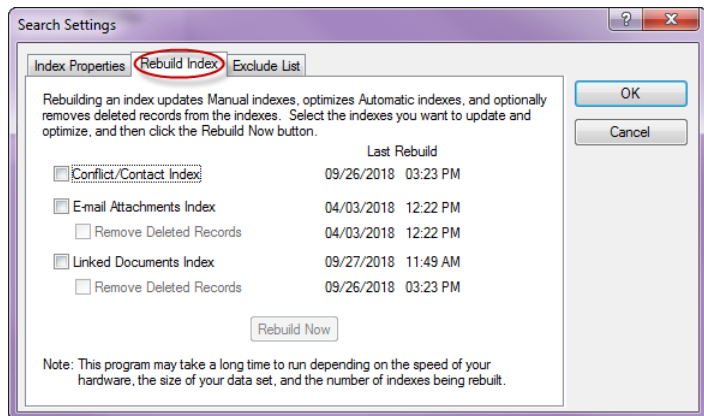 Search Settings
?
Index Properties Rebuild Index Exclude List
Rebuilding an index updates Manual indexes, optimizes Automatic indexes, and optionally
removes deleted records from the indexes. Select the indexes you want to update and
optimize, and then click the Rebuild Now button.
Last Rebuild
Conflict/Contact Index 09/26/2018 03:23 PM
E-mail Attachments Index 04/03/2018 12:22 PM
Remove Deleted Records 04/03/2018 12:22 PM
Linked Documents Index 09/27/2018 11:49 AM
Remove Deleted Records 09/26/2018 03:23 PM
Rebuild Now
Note: This program may take a long time to run depending on the speed of your
hardware, the size of your data set, and the number of indexes being rebuilt.
OK
Cancel